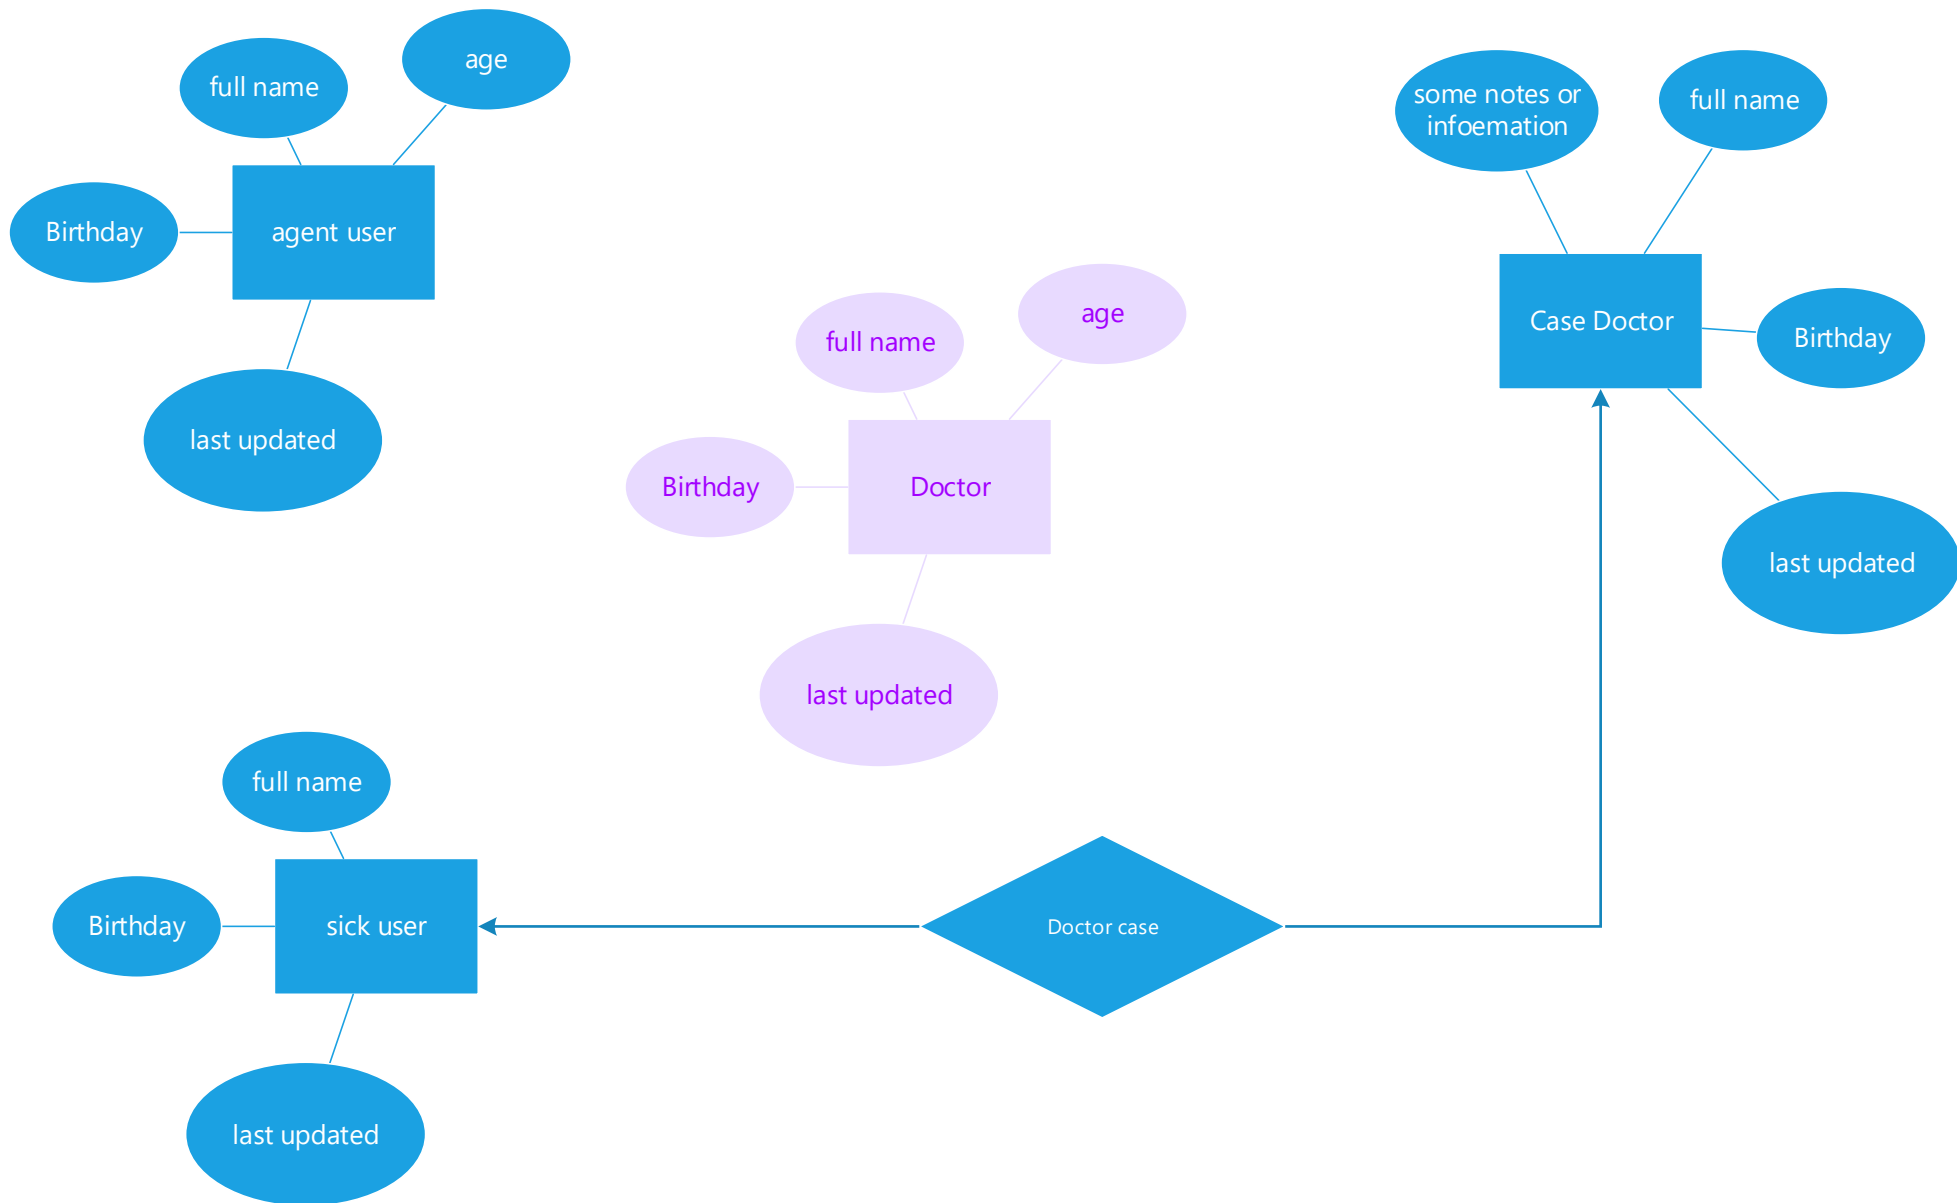 full name
age
Birthday
agent user
last updated
some notes or
infoemation
full name
Case Doctor
Birthday
last updated
full name
age
Birthday
Doctor
last updated
full name
Birthday
sick user
last updated
Doctor case